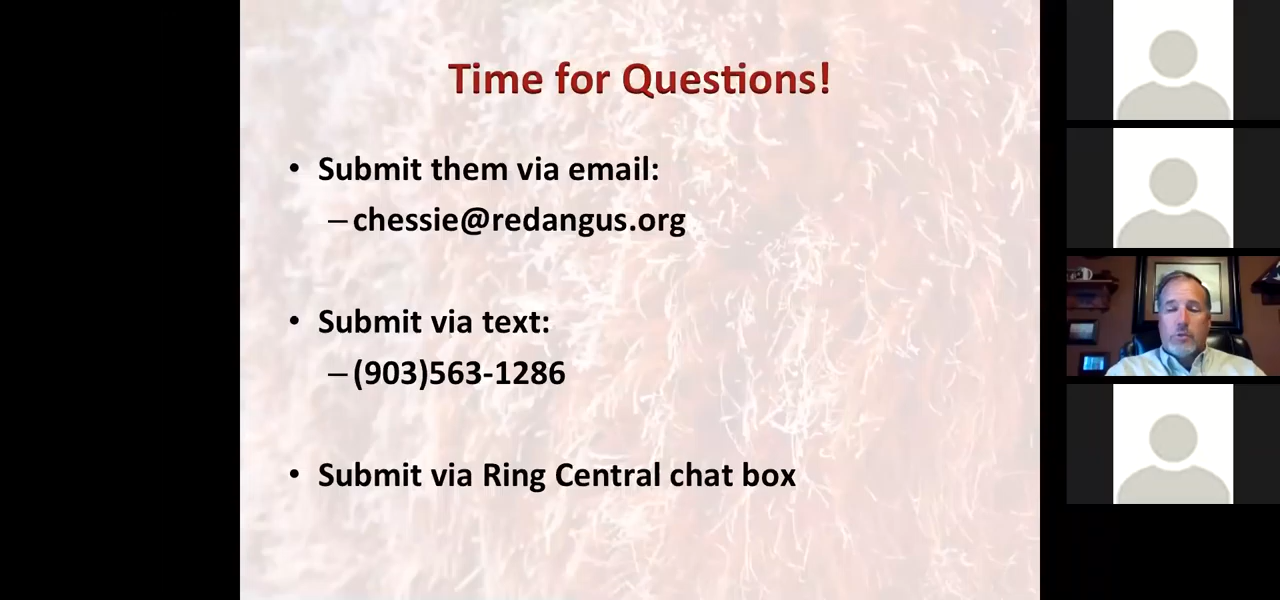 Time for Questions!
• Submit them via email:
– chessie@redangus.org
• Submit via text:
– (903)563-1286
• Submit via Ring Central chat box